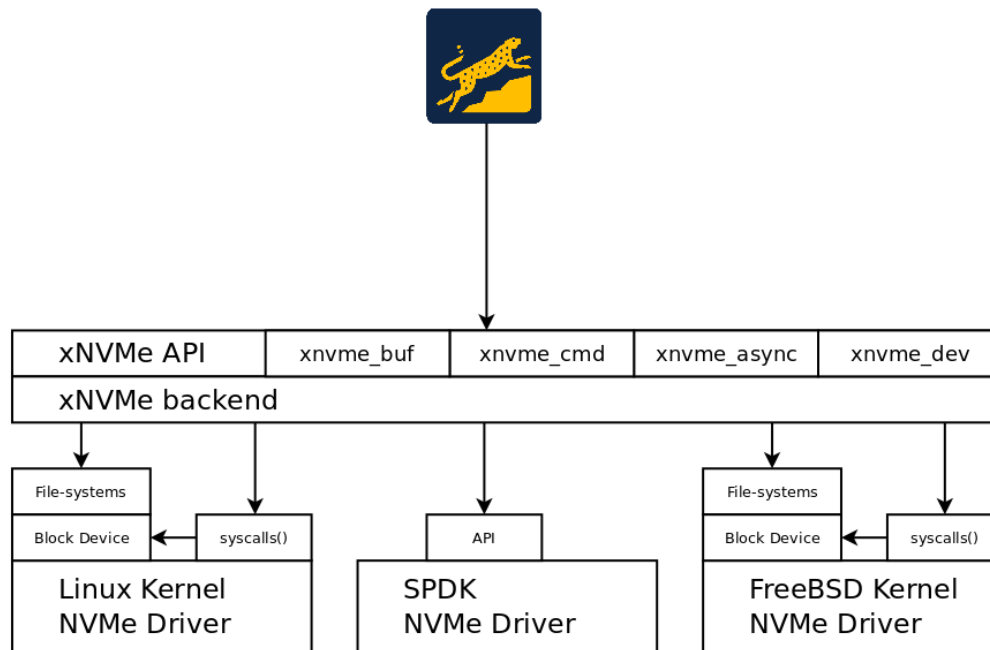 xNVMe API
xnvme_buf
xnvme_cmd
xnvme_async
xnvme_dev
xNVMe backend
File-systems
Block Device
syscalls()
Linux Kernel
NVMe Driver
API
SPDK
NVMe Driver
File-systems
Block Device
syscalls()
FreeBSD Kernel
NVMe Driver